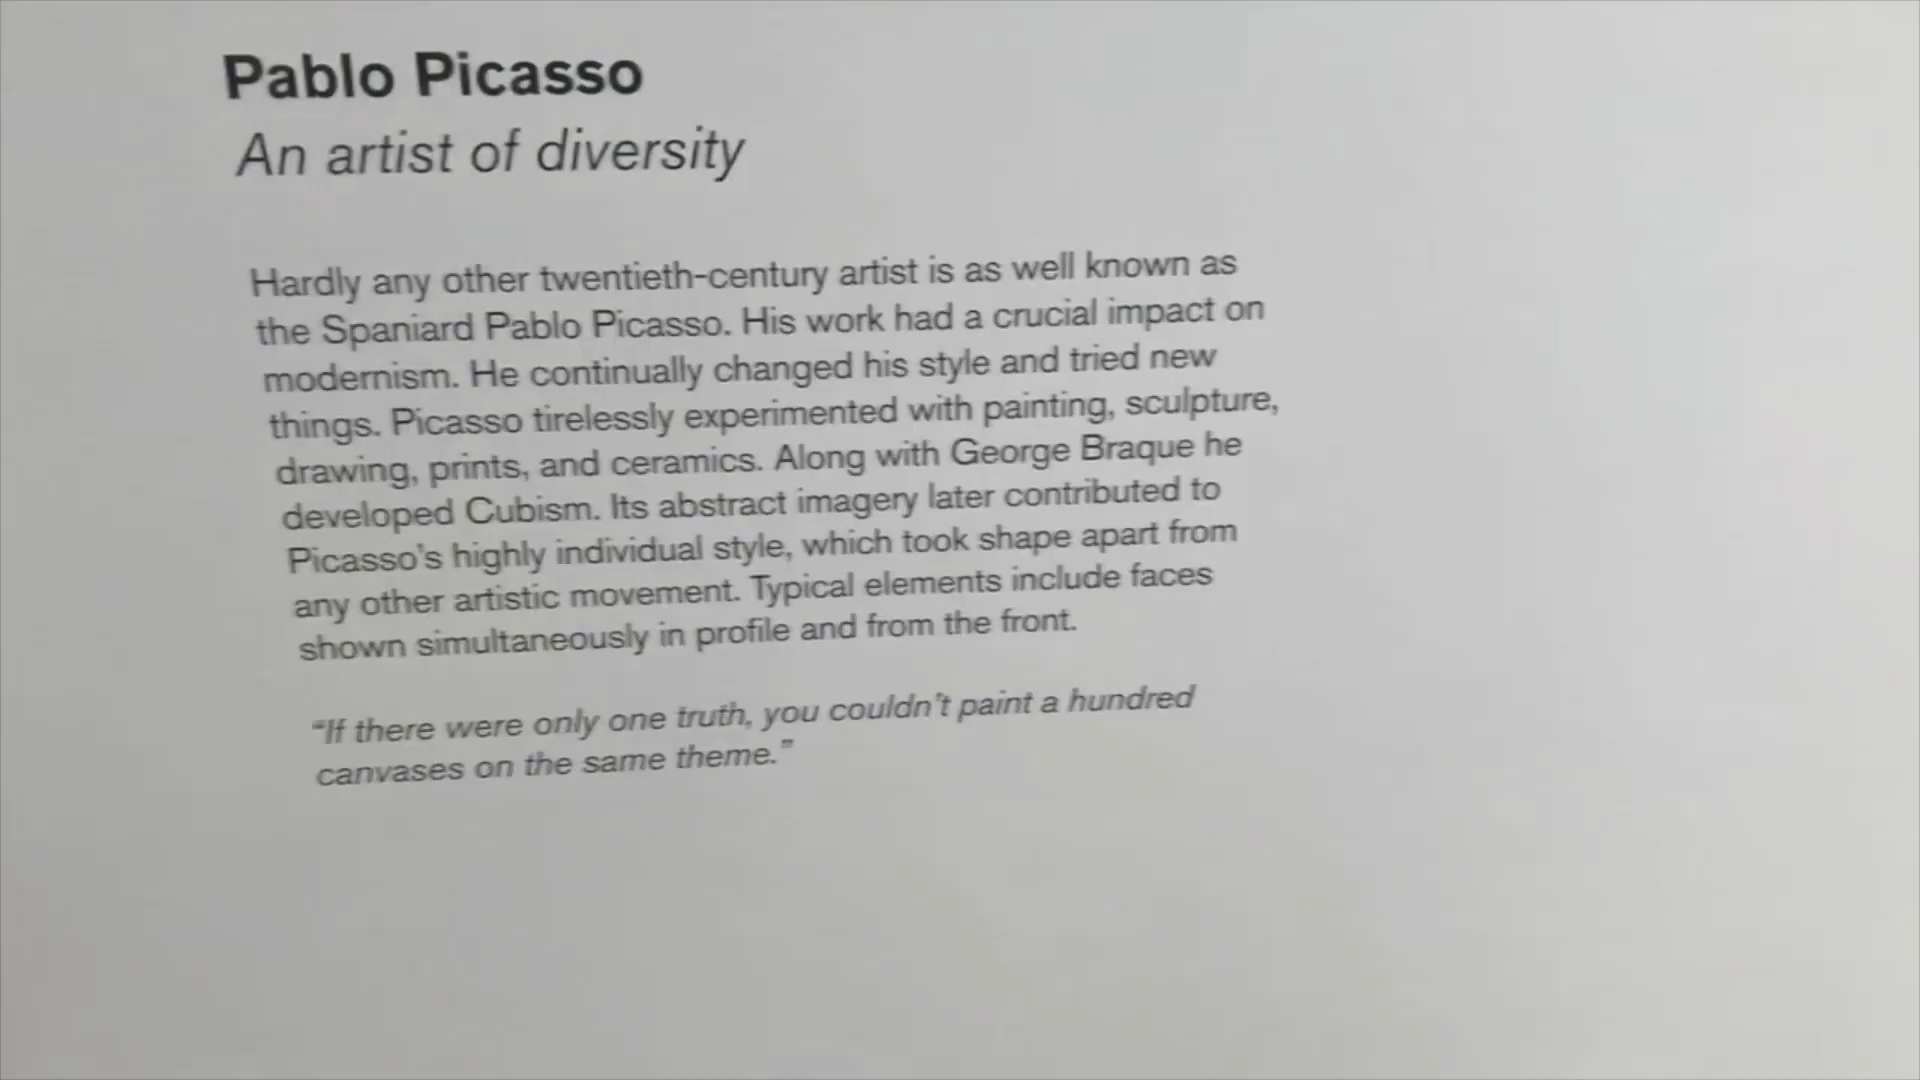 Pablo Picasso
An artist of diversity
Hardly any other twentieth-century artist is as well known as
the Spaniard Pablo Picasso. His work had a crucial impact on
modernism. He continually changed his style and tried new
things. Picasso tirelessly experimented with painting, sculpture,
drawing, prints, and ceramics. Along with George Braque he
developed Cubism. Its abstract imagery later contributed to
Picasso's highly individual style, which took shape apart from
any other artistic movement. Typical elements include faces
shown simultaneously in profile and from the front.
“If there were only one truth, you couldn't paint a hundred
canvases on the same theme.”